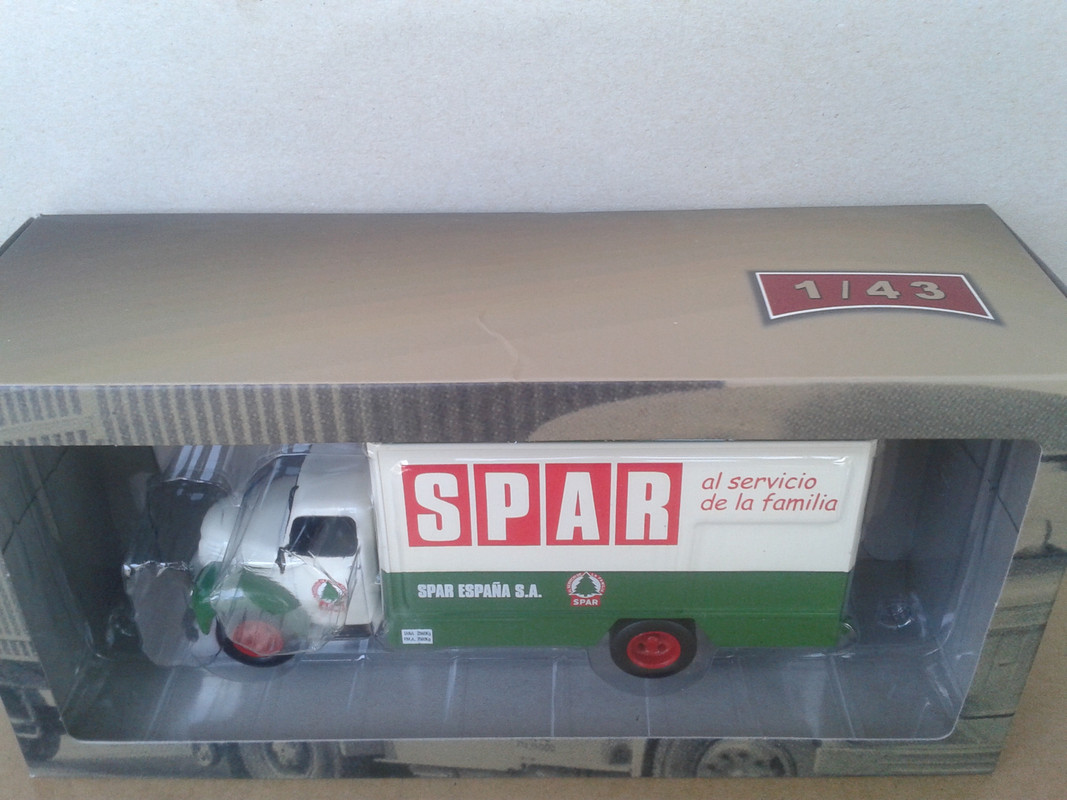 1/43
SPAR
al servicio
de la familia
SPAR ESPAÑA S.A.
SPAR